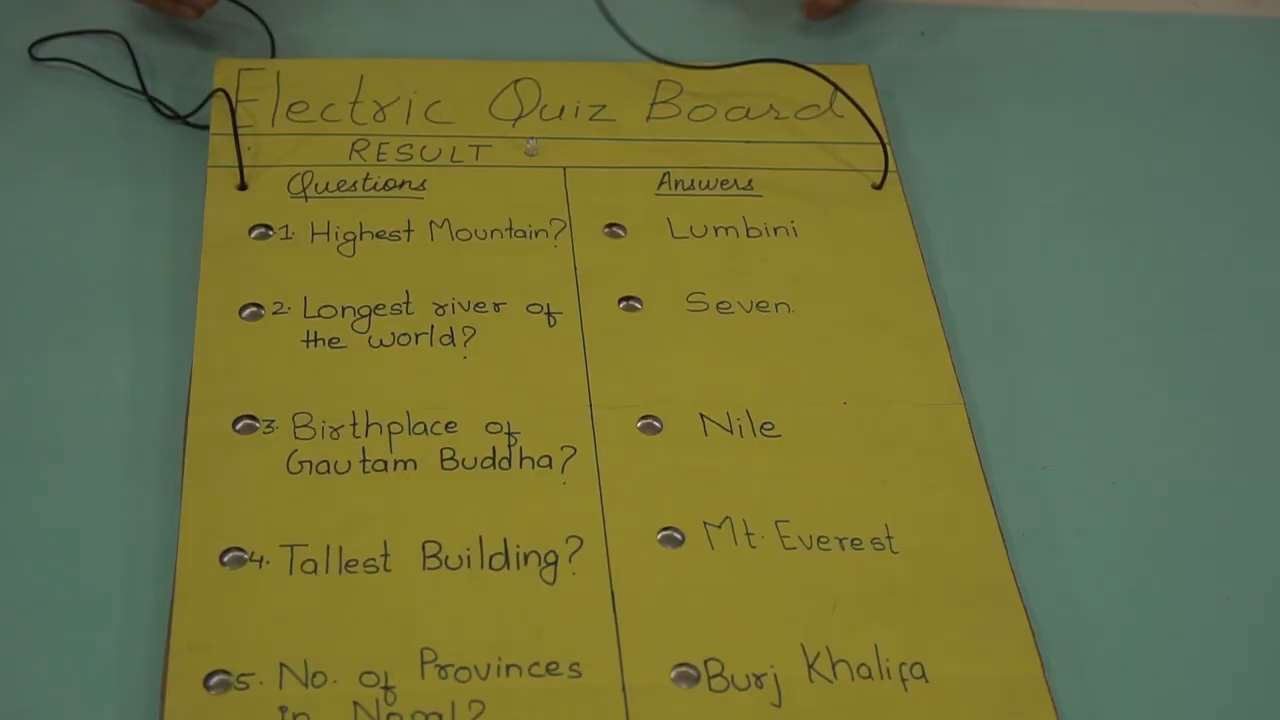 Electric Quiz Board
RESULT
Questions
Answers
1. Highest Mountain?
Lumbini
2. Longest river of
the world?
Seven.
3. Birthplace of
Gautam Buddha?
Nile
4. Tallest Building?
Mt. Everest
5. No. of Provinces
in
Burj Khalifa